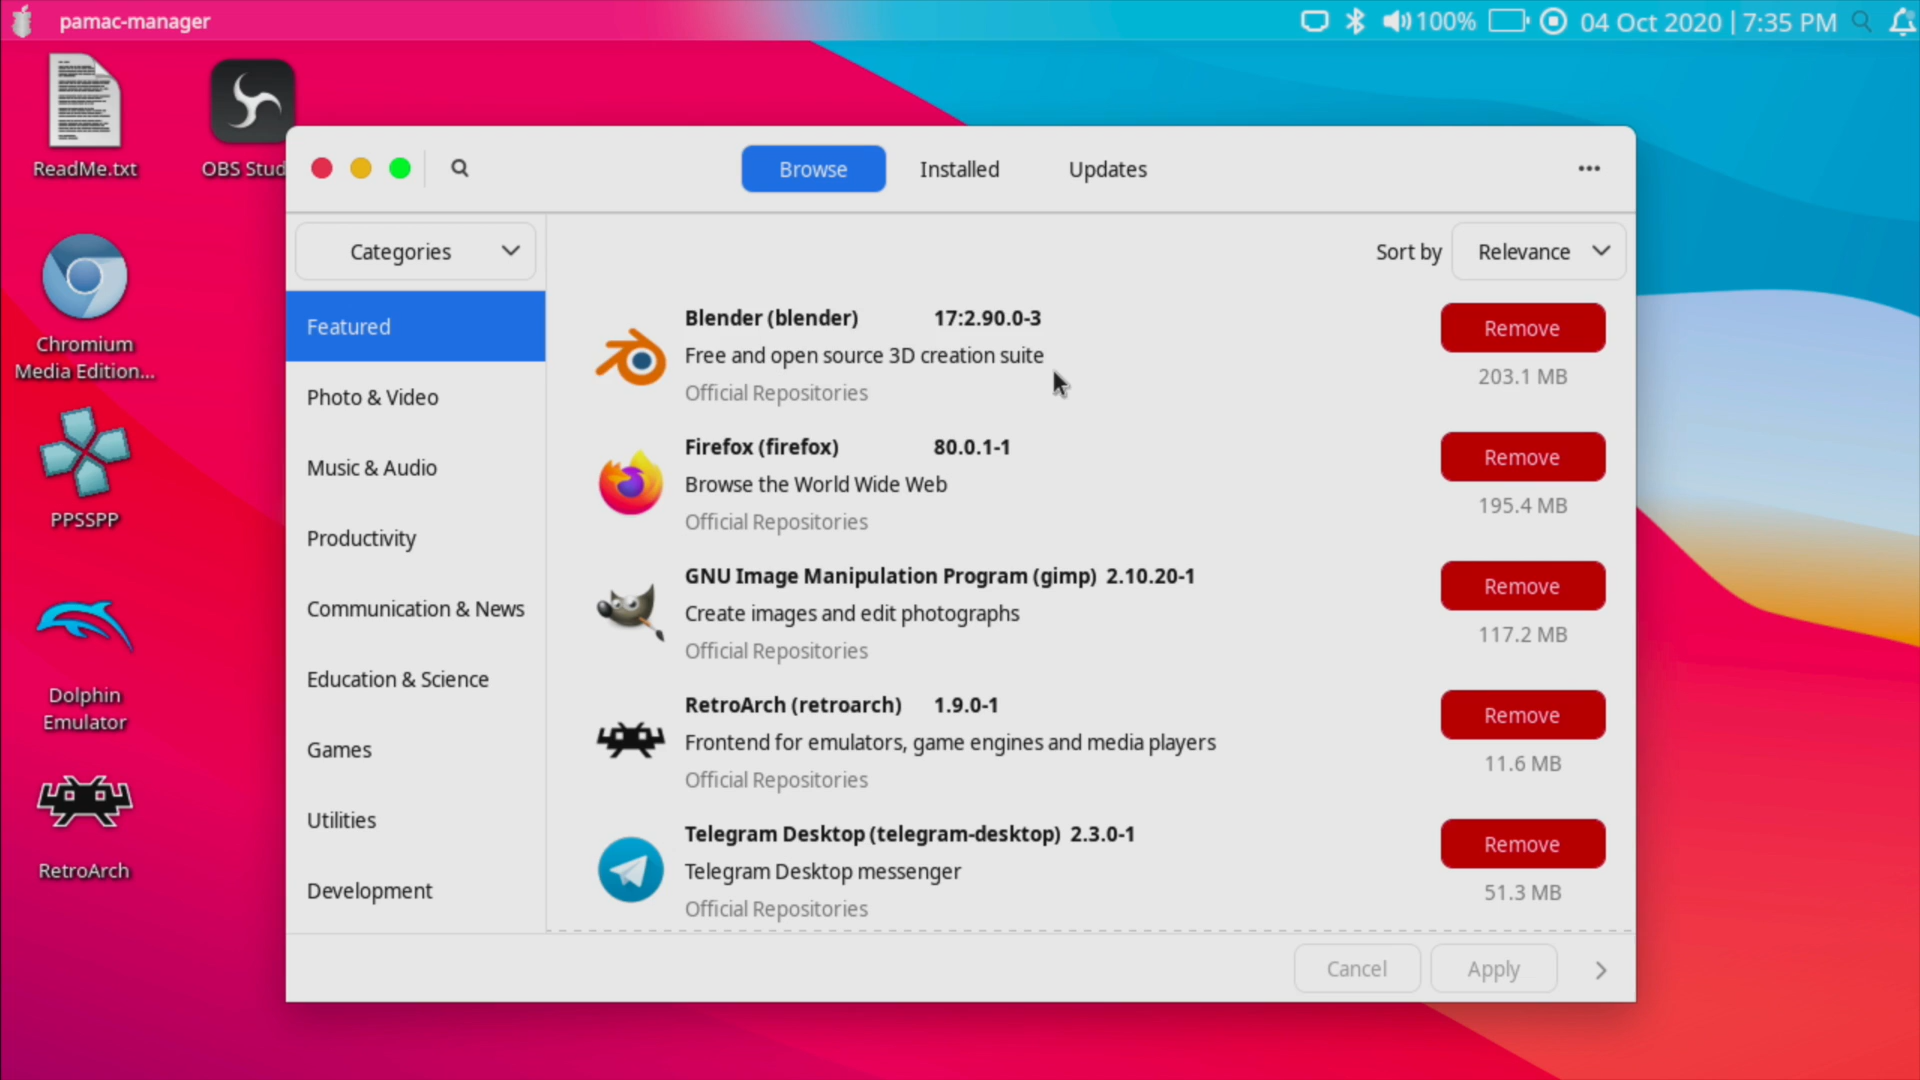 pamac-manager
100%
04 Oct 2020 | 7:35 PM
ReadMe.txt
OBS Stud
Chromium
Media Edition...
PPSSPP
Dolphin
Emulator
RetroArch
Browse
Installed
Updates
Categories
Sort by
Relevance
Featured
Photo & Video
Music & Audio
Productivity
Communication & News
Education & Science
Games
Utilities
Development
Blender (blender) 17:2.90.0-3
Free and open source 3D creation suite
Official Repositories
Remove
203.1 MB
Firefox (firefox) 80.0.1-1
Browse the World Wide Web
Official Repositories
Remove
195.4 MB
GNU Image Manipulation Program (gimp) 2.10.20-1
Create images and edit photographs
Official Repositories
Remove
117.2 MB
RetroArch (retroarch) 1.9.0-1
Frontend for emulators, game engines and media players
Official Repositories
Remove
11.6 MB
Telegram Desktop (telegram-desktop) 2.3.0-1
Telegram Desktop messenger
Official Repositories
Remove
51.3 MB
Cancel
Apply